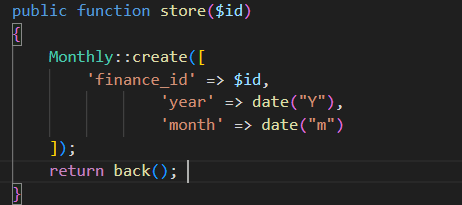 public function store($id)
{
    Monthly::create([
        'finance_id' => $id,
                'year' => date("Y"),
                'month' => date("m")
    ]);
    return back();
}